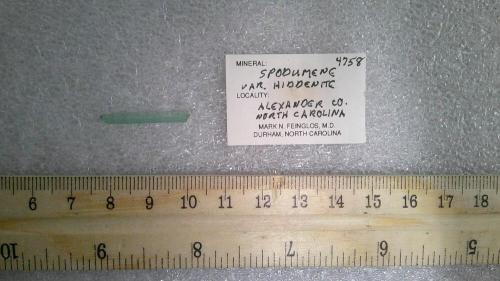 MINERAL: 4758
SPODUMENE
VAR. HIDDENITE
LOCALITY:
ALEXANDER CO.
NORTH CAROLINA
MARK N. FEINGLOS, M.D.
DURHAM, NORTH CAROLINA
6 7 8 9 10 11 12 13 14 15 16 17 18
10 9 8 7 6 5